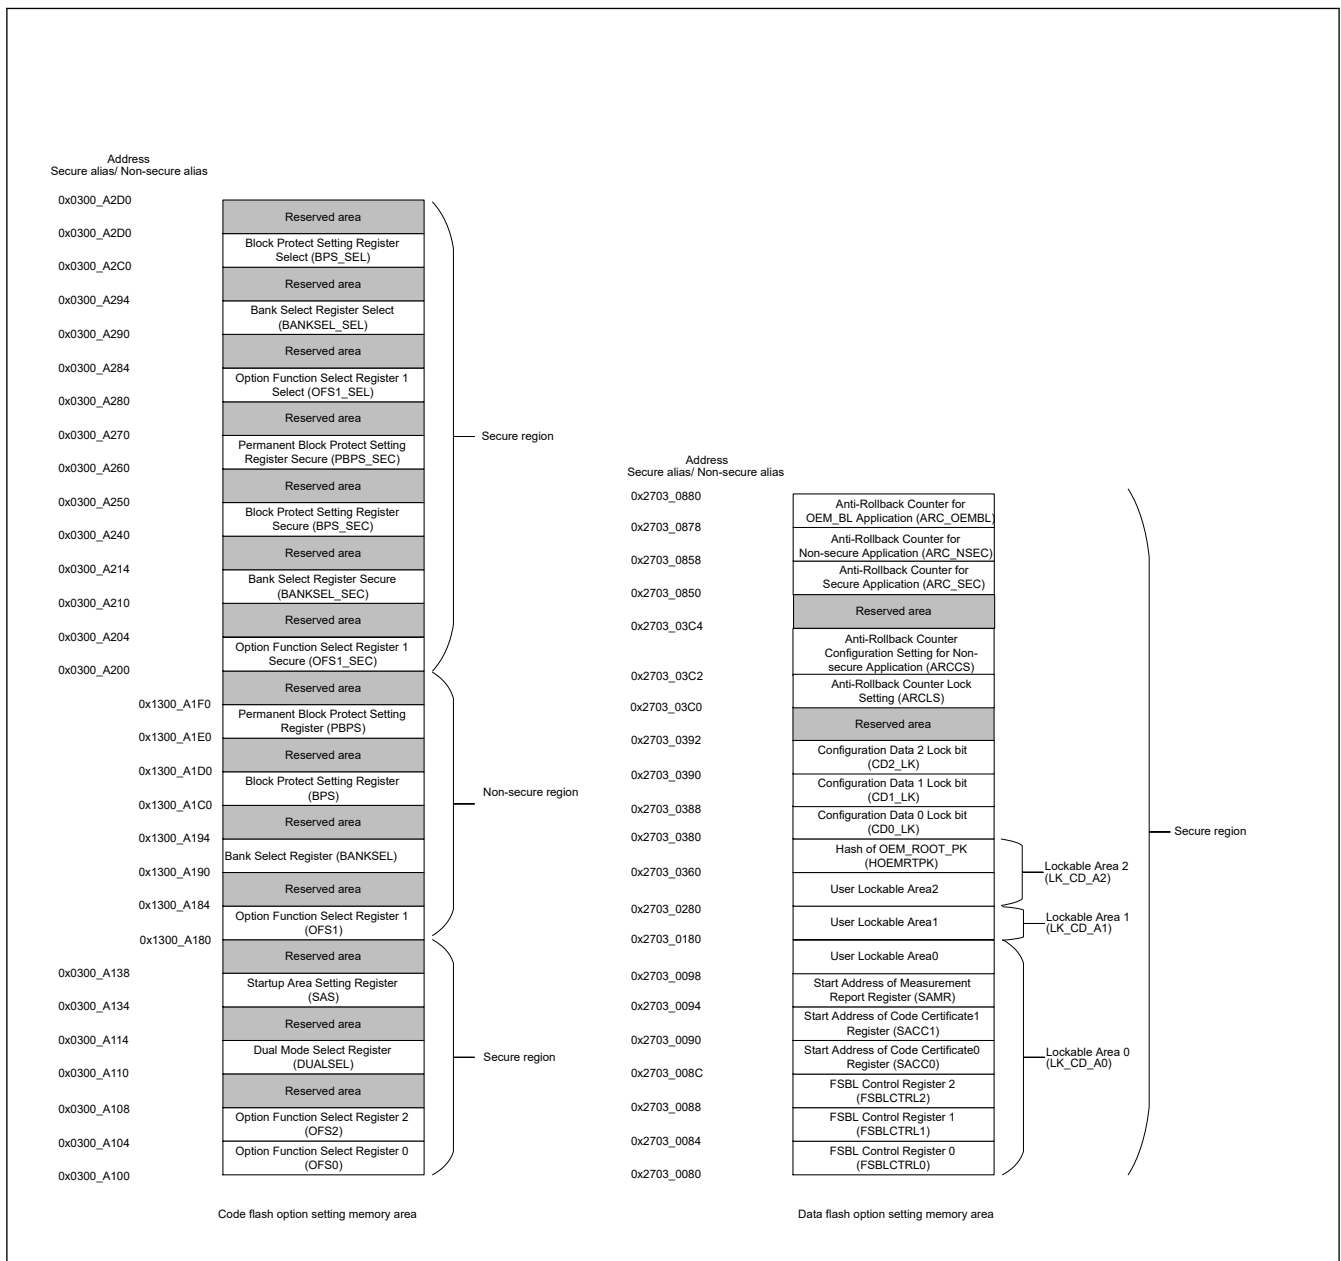 Address
Secure alias/ Non-secure alias
0x0300_A2D0
Reserved area
0x0300_A2D0
Block Protect Setting Register
Select (BPS_SEL)
0x0300_A2C0
Reserved area
0x0300_A294
Bank Select Register Select
(BANKSEL_SEL)
0x0300_A290
Reserved area
0x0300_A284
Option Function Select Register 1
Select (OFS1_SEL)
0x0300_A280
Reserved area
0x0300_A270
Permanent Block Protect Setting
Register Secure (PBPS_SEC)
0x0300_A260
Reserved area
0x0300_A250
Block Protect Setting Register
Secure (BPS_SEC)
0x0300_A240
Reserved area
0x0300_A214
Bank Select Register Secure
(BANKSEL_SEC)
0x0300_A210
Reserved area
0x0300_A204
Option Function Select Register 1
Secure (OFS1_SEC)
0x0300_A200
Secure region
Reserved area
0x1300_A1F0
Permanent Block Protect Setting
Register (PBPS)
0x1300_A1E0
Reserved area
0x1300_A1D0
Block Protect Setting Register
(BPS)
0x1300_A1C0
Reserved area
0x1300_A194
Bank Select Register (BANKSEL)
0x1300_A190
Reserved area
0x1300_A184
Option Function Select Register 1
(OFS1)
0x1300_A180
Non-secure region
Reserved area
0x0300_A138
Startup Area Setting Register
(SAS)
0x0300_A134
Reserved area
0x0300_A114
Dual Mode Select Register
(DUALSEL)
0x0300_A110
Reserved area
0x0300_A108
Option Function Select Register 2
(OFS2)
0x0300_A104
Option Function Select Register 0
(OFS0)
0x0300_A100
Secure region
Code flash option setting memory area
Address
Secure alias/ Non-secure alias
0x2703_0880
Anti-Rollback Counter for
OEM_BL Application (ARC_OEMBL)
0x2703_0878
Anti-Rollback Counter for
Non-secure Application (ARC_NSEC)
0x2703_0858
Anti-Rollback Counter for
Secure Application (ARC_SEC)
0x2703_0850
Reserved area
0x2703_03C4
Anti-Rollback Counter
Configuration Setting for Non-
secure Application (ARCCS)
0x2703_03C2
Anti-Rollback Counter Lock
Setting (ARCLS)
0x2703_03C0
Reserved area
0x2703_0392
Configuration Data 2 Lock bit
(CD2_LK)
0x2703_0390
Configuration Data 1 Lock bit
(CD1_LK)
0x2703_0388
Configuration Data 0 Lock bit
(CD0_LK)
0x2703_0380
Hash of OEM_ROOT_PK
(HOEMRTPK)
0x2703_0360
User Lockable Area2
0x2703_0280
Lockable Area 2
(LK_CD_A2)
User Lockable Area1
0x2703_0180
Lockable Area 1
(LK_CD_A1)
User Lockable Area0
0x2703_0098
Start Address of Measurement
Report Register (SAMR)
0x2703_0094
Start Address of Code Certificate1
Register (SACC1)
0x2703_0090
Start Address of Code Certificate0
Register (SACC0)
0x2703_008C
FSBL Control Register 2
(FSBLCTRL2)
0x2703_0088
FSBL Control Register 1
(FSBLCTRL1)
0x2703_0084
FSBL Control Register 0
(FSBLCTRL0)
0x2703_0080
Lockable Area 0
(LK_CD_A0)
Secure region
Data flash option setting memory area